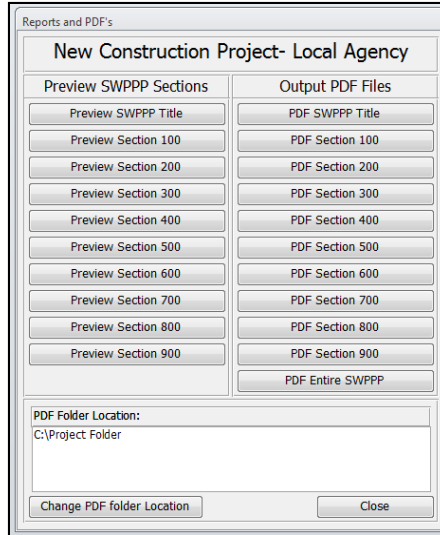 Reports and PDF's
New Construction Project- Local Agency
Preview SWPPP Sections
Output PDF Files
Preview SWPPP Title
PDF SWPPP Title
Preview Section 100
PDF Section 100
Preview Section 200
PDF Section 200
Preview Section 300
PDF Section 300
Preview Section 400
PDF Section 400
Preview Section 500
PDF Section 500
Preview Section 600
PDF Section 600
Preview Section 700
PDF Section 700
Preview Section 800
PDF Section 800
Preview Section 900
PDF Section 900
PDF Entire SWPPP
PDF Folder Location:
C:\Project Folder
Change PDF folder Location
Close